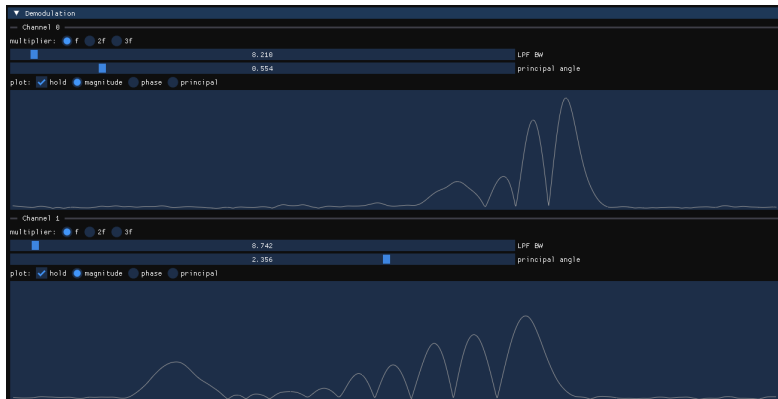 ▼ Demodulation
Channel 0
multiplier: f 2f 3f
8.210 LPF BW
0.554 principal angle
plot: hold magnitude phase principal
Channel 1
multiplier: f 2f 3f
8.742 LPF BW
2.356 principal angle
plot: hold magnitude phase principal